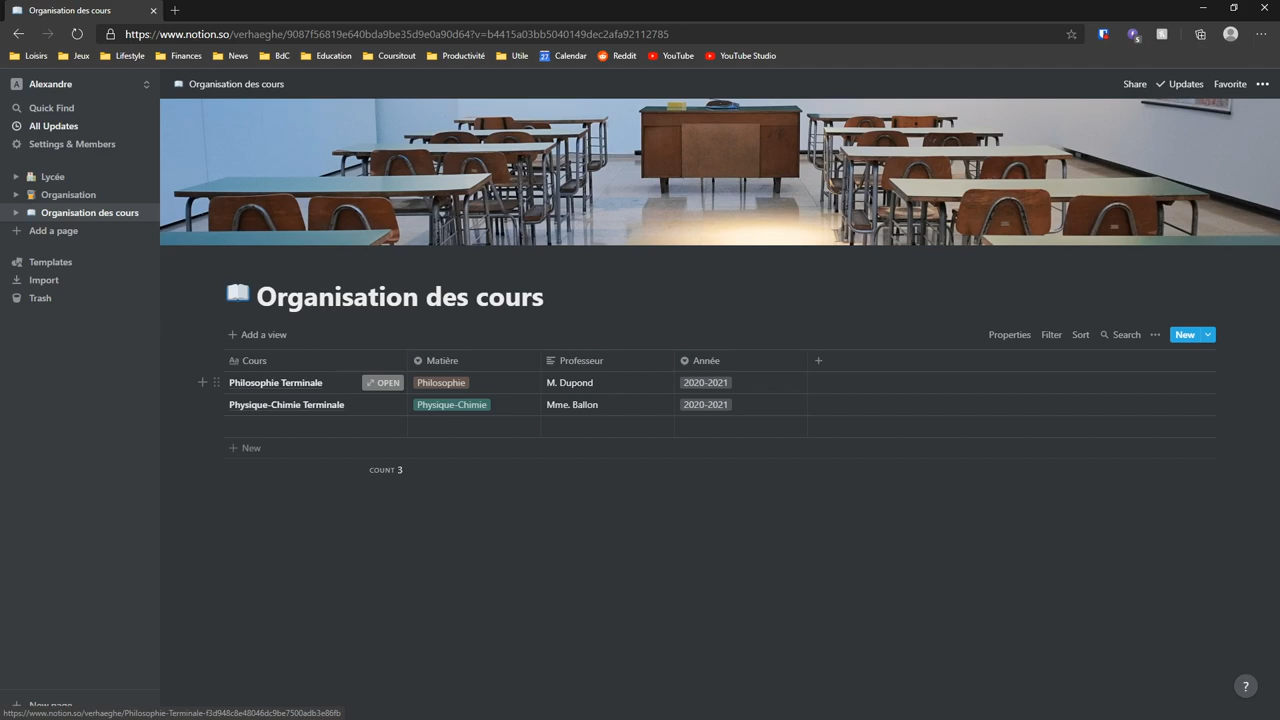 Organisation des cours
https://www.notion.so/verhaeghe/9087f56819e640bda9be35d9e0a90d64?v=b4415a03bb5040149dec2afa92112785
Loisirs Jeux Lifestyle Finances News BdC Education Coursitout Productivité Utile 27 Calendar Reddit YouTube YouTube Studio
A Alexandre
Organisation des cours
Share Updates Favorite
Quick Find
All Updates
Settings & Members
Lycée
Organisation
Organisation des cours
Add a page
Templates
Import
Trash
Organisation des cours
Add a view
Properties Filter Sort Search New
Aa Cours Matière Professeur Année
Philosophie Terminale OPEN Philosophie M. Dupond 2020-2021
Physique-Chimie Terminale Physique-Chimie Mme. Ballon 2020-2021
New
COUNT 3
?
New page
https://www.notion.so/verhaeghe/Philosophie-Terminale-f3d948c8e48046dc9be7500adb3e86fb